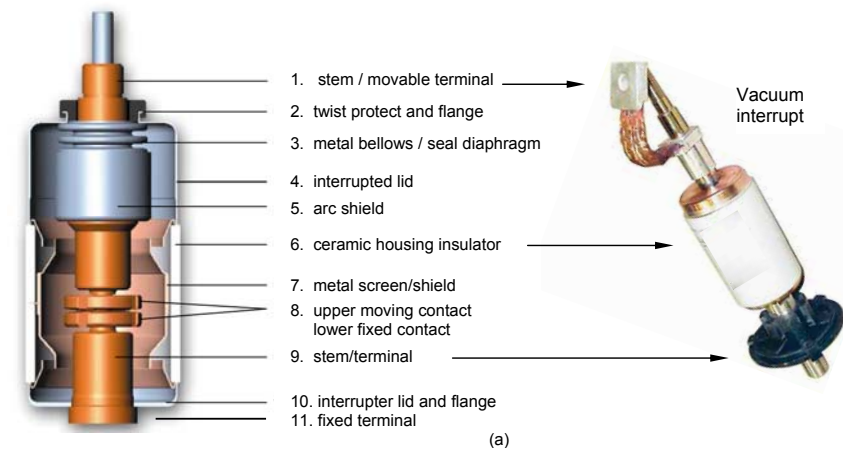 1. stem / movable terminal
2. twist protect and flange
3. metal bellows / seal diaphragm
4. interrupted lid
5. arc shield
6. ceramic housing insulator
7. metal screen/shield
8. upper moving contact
lower fixed contact
9. stem/terminal
10. interrupter lid and flange
11. fixed terminal
Vacuum
interrupt
(a)